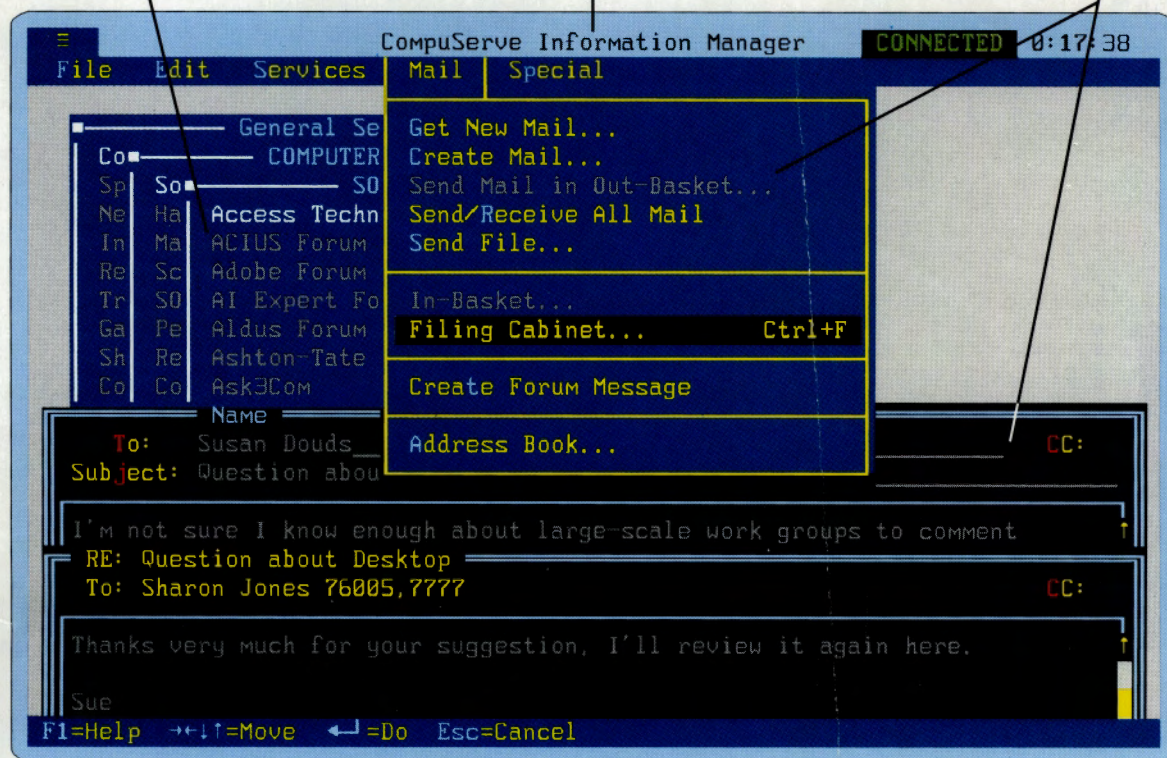 ≡ CompuServe Information Manager CONNECTED 0:17:38
File Edit Services Mail Special
General Se
Co COMPUTER
Sp So SO
Ne Ha Access Techn
In Ma ACIUS Forum
Re Sc Adobe Forum
Tr SO AI Expert Fo
Ga Pe Aldus Forum
Sh Re Ashton-Tate
Co Co Ask3Com
Get New Mail...
Create Mail...
Send Mail in Out-Basket...
Send/Receive All Mail
Send File...
In-Basket...
Filing Cabinet... Ctrl+F
Create Forum Message
Address Book...
Name
To: Susan Douds CC:
Subject: Question abou
I'm not sure I know enough about large-scale work groups to comment ↑
RE: Question about Desktop
To: Sharon Jones 76005,7777 CC:
Thanks very much for your suggestion, I'll review it again here. ↑
Sue
F1=Help →←↓↑=Move ↵=Do Esc=Cancel